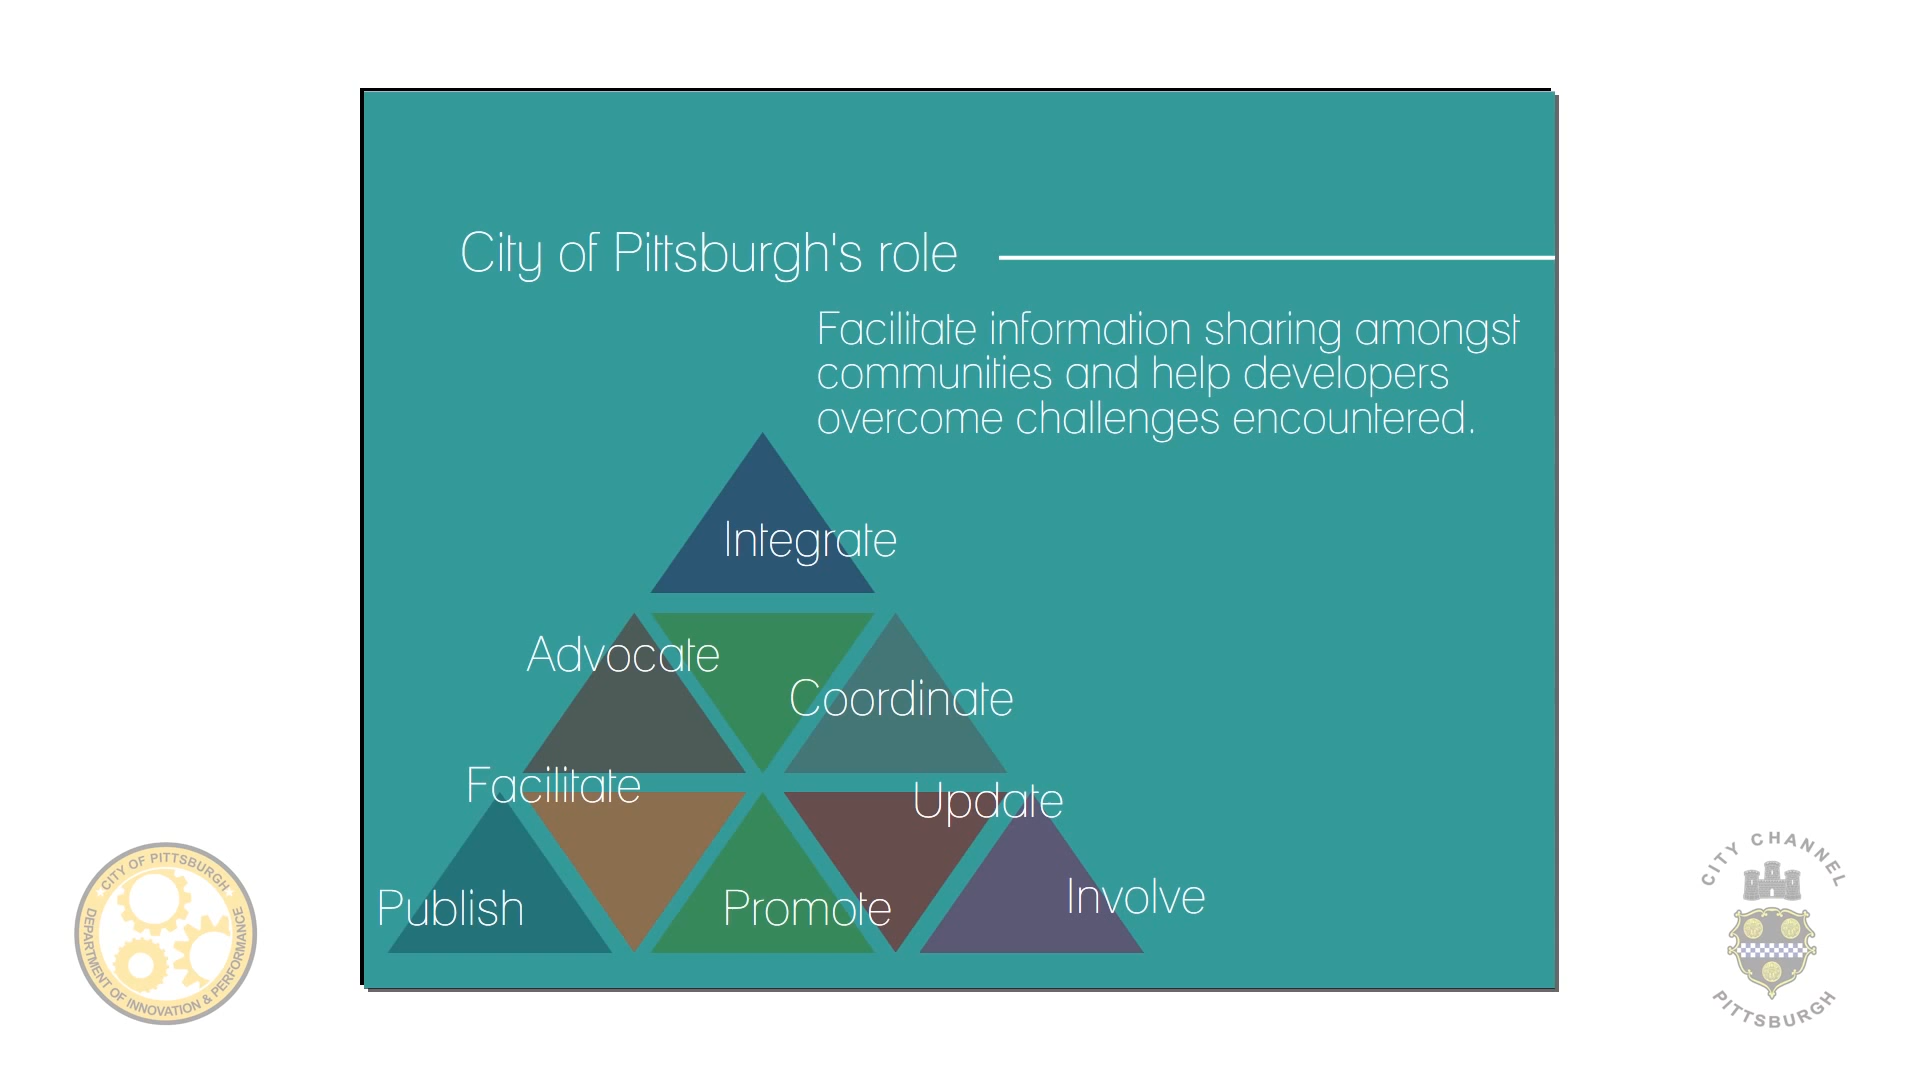 City of Pittsburgh's role
Facilitate information sharing amongst
communities and help developers
overcome challenges encountered.
Integrate
Advocate
Coordinate
Facilitate
Update
Publish
Promote
Involve
CITY OF PITTSBURGH
DEPARTMENT OF INNOVATION & PERFORMANCE
CITY CHANNEL
PITTSBURGH